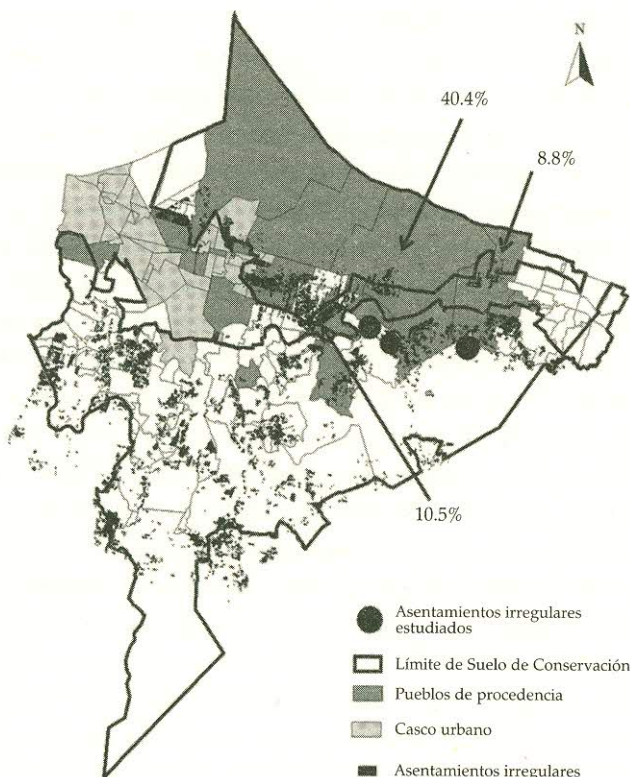 N
40.4%
8.8%
10.5%
Asentamientos irregulares
estudiados
Límite de Suelo de Conservación
Pueblos de procedencia
Casco urbano
Asentamientos irregulares